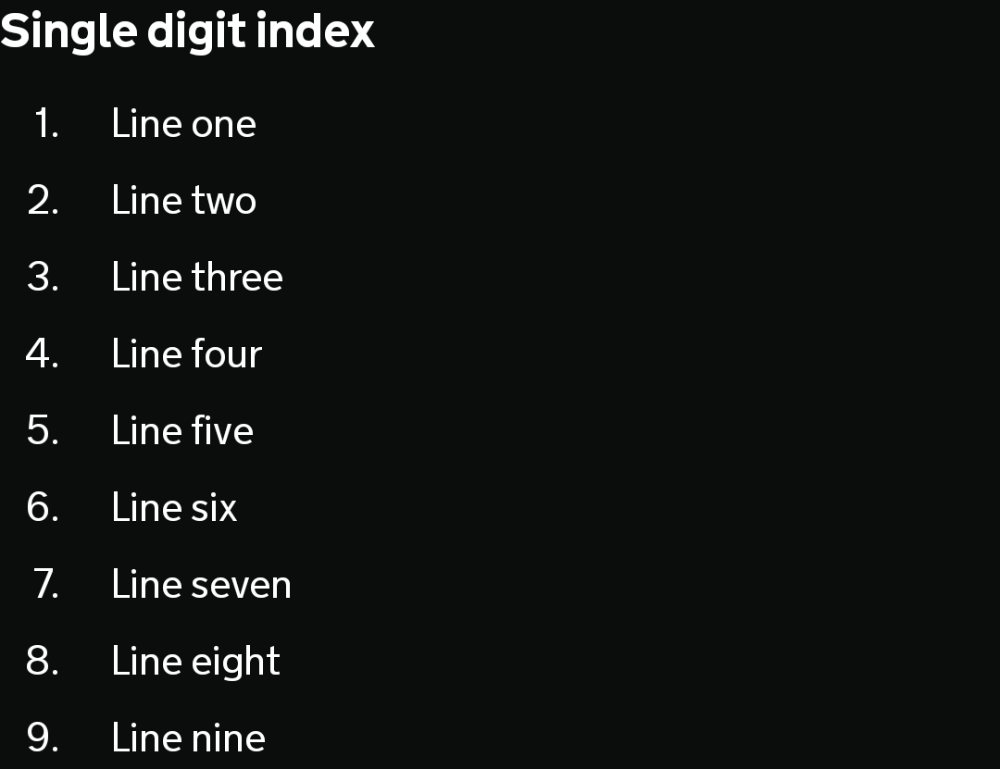 Single digit index
1. Line one
2. Line two
3. Line three
4. Line four
5. Line five
6. Line six
7. Line seven
8. Line eight
9. Line nine